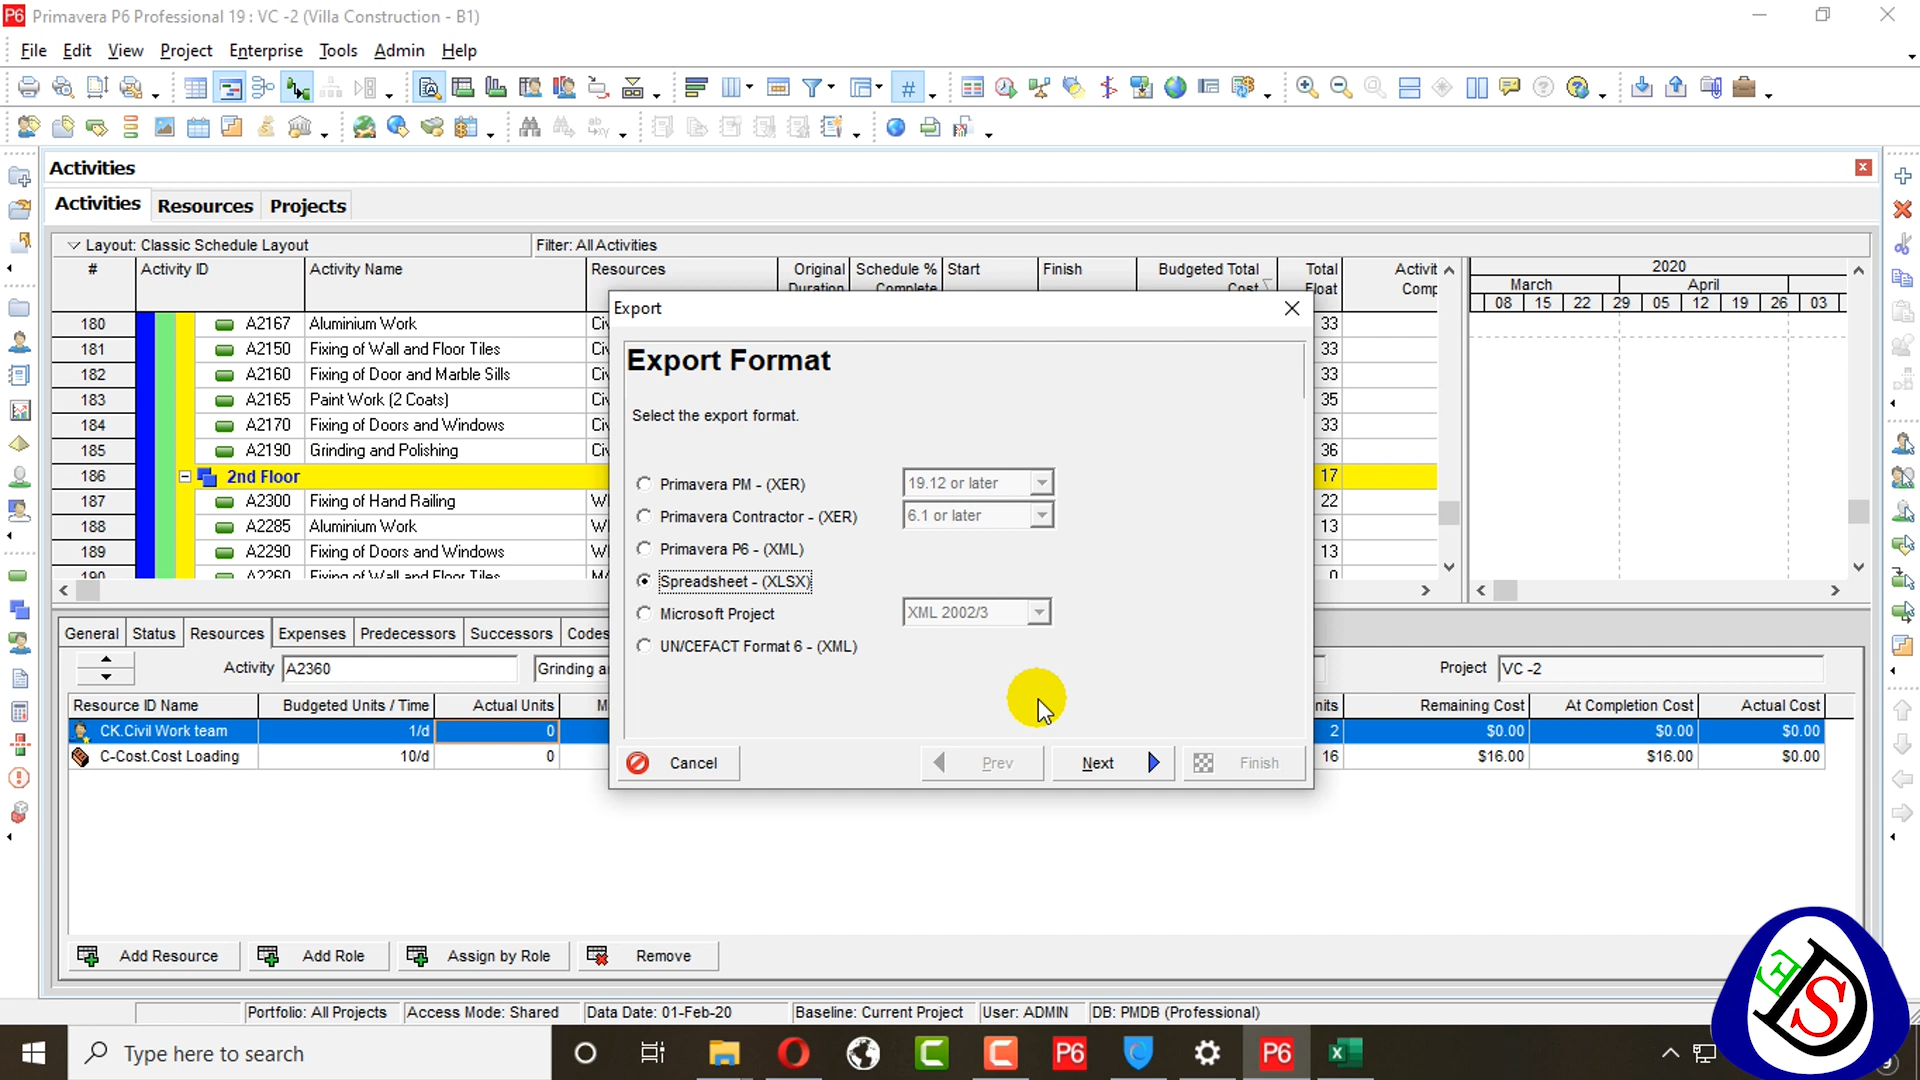 Primavera P6 Professional 19 : VC -2 (Villa Construction - B1)
File Edit View Project Enterprise Tools Admin Help
Activities
Activities Resources Projects
Layout: Classic Schedule Layout Filter: All Activities
# Activity ID Activity Name Resources Original Duration Schedule % Complete Start Finish Budgeted Total Cost Total Float
2020
March April
08 15 22 29 05 12 19 26 03
180 A2167 Aluminium Work 33
181 A2150 Fixing of Wall and Floor Tiles 33
182 A2160 Fixing of Door and Marble Sills 33
183 A2165 Paint Work (2 Coats) 35
184 A2170 Fixing of Doors and Windows 33
185 A2190 Grinding and Polishing 36
186 2nd Floor 17
187 A2300 Fixing of Hand Railing 22
188 A2285 Aluminium Work 13
189 A2290 Fixing of Doors and Windows 13
190 A2260 Fixing of Wall and Floor Tiles 0
Export
Export Format
Select the export format.
Primavera PM - (XER) 19.12 or later
Primavera Contractor - (XER) 6.1 or later
Primavera P6 - (XML)
Spreadsheet - (XLSX)
Microsoft Project XML 2002/3
UN/CEFACT Format 6 - (XML)
Cancel Prev Next Finish
General Status Resources Expenses Predecessors Successors Codes
Activity A2360 Project VC -2
Resource ID Name Budgeted Units / Time Actual Units Remaining Cost At Completion Cost Actual Cost
CK.Civil Work team 1/d 0 2 $0.00 $0.00 $0.00
C-Cost.Cost Loading 10/d 0 16 $16.00 $16.00 $0.00
Add Resource Add Role Assign by Role Remove
Portfolio: All Projects Access Mode: Shared Data Date: 01-Feb-20 Baseline: Current Project User: ADMIN DB: PMDB (Professional)
Type here to search